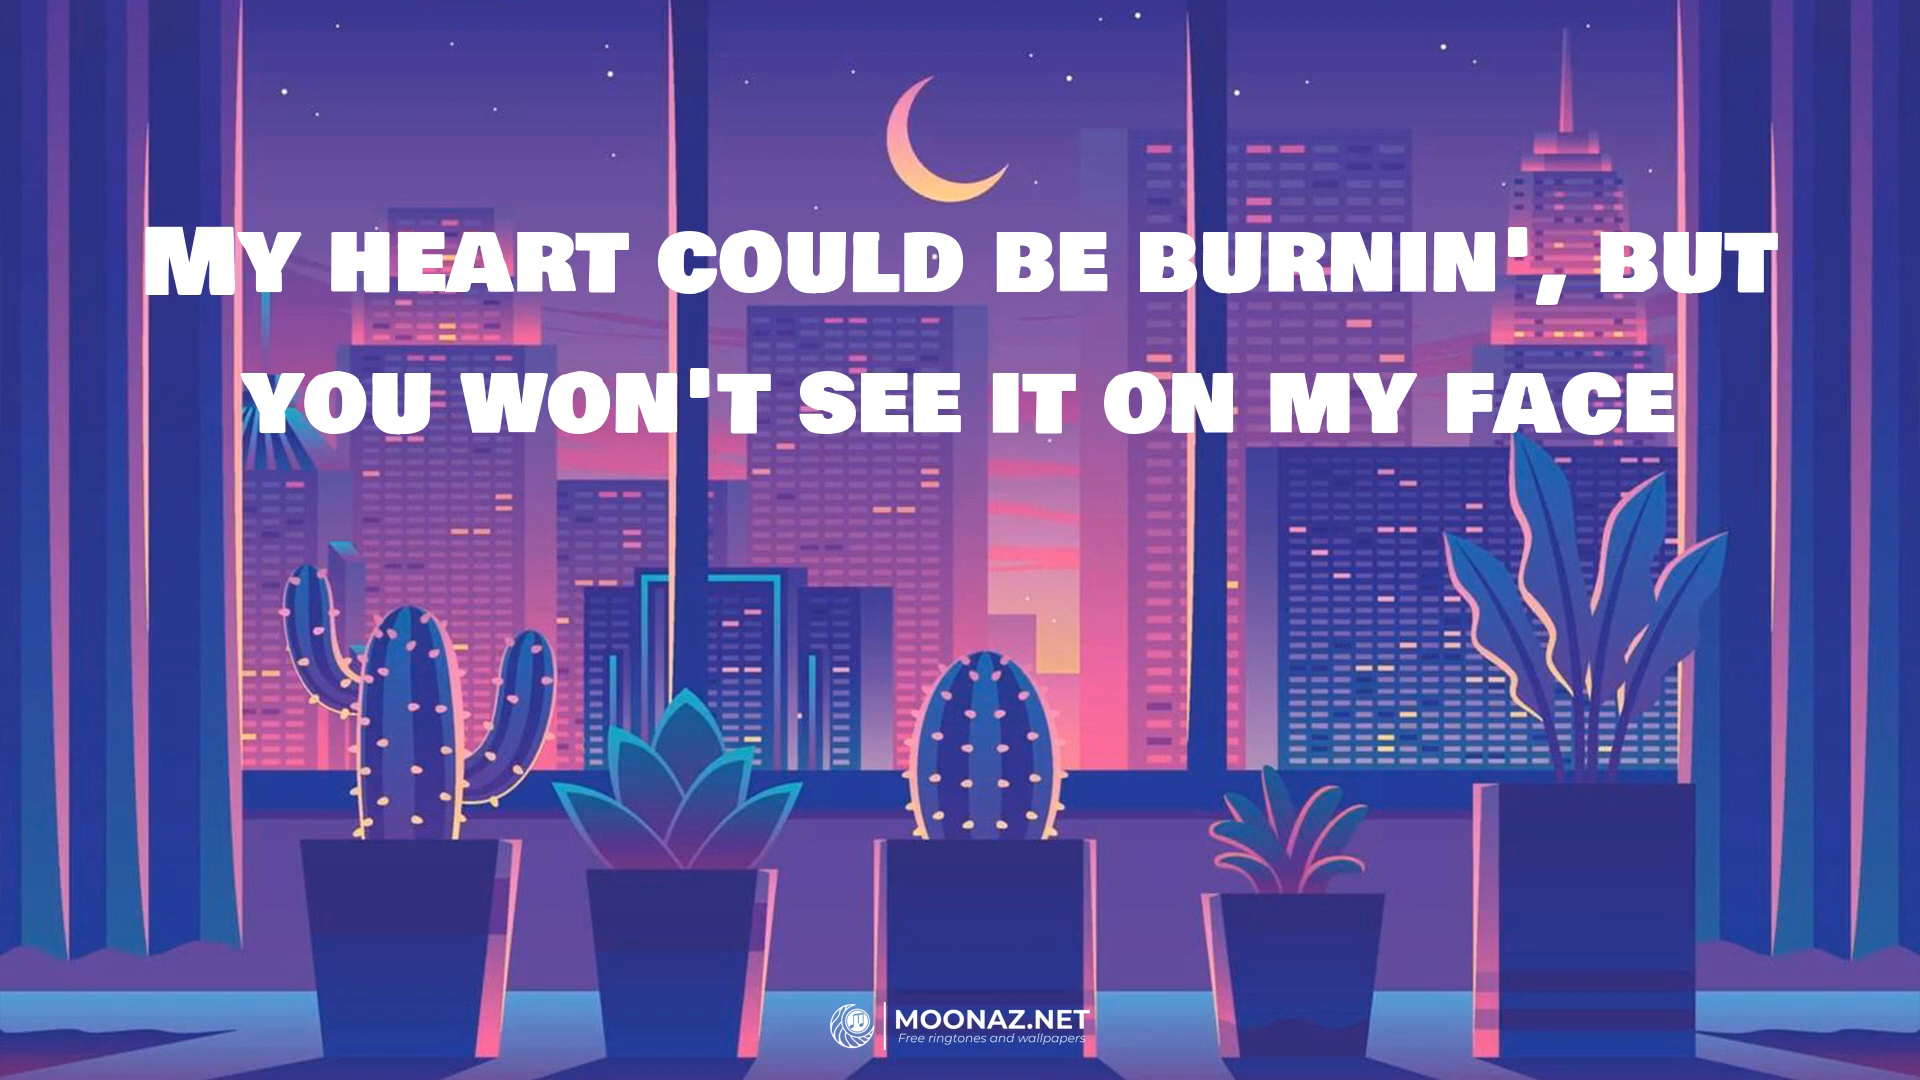 My heart could be burnin', but
you won't see it on my face
MOONAZ.NET
Free ringtones and wallpapers